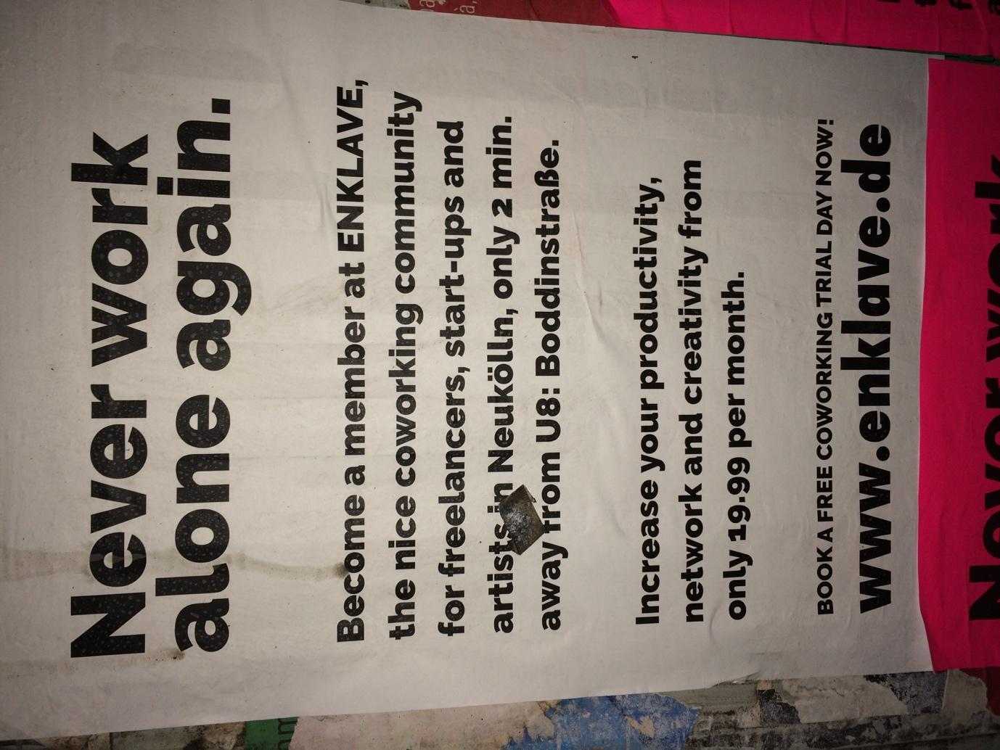 Never work
alone again.
Become a member at ENKLAVE,
the nice coworking community
for freelancers, start-ups and
artists in Neukölln, only 2 min.
away from U8: Boddinstraße.
Increase your productivity,
network and creativity from
only 19.99 per month.
BOOK A FREE COWORKING TRIAL DAY NOW!
www.enklave.de
Never work